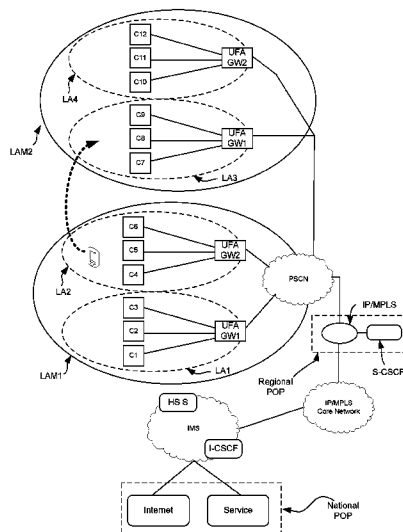 C12
C11
C10
UFA
GW2
LA4
C9
C8
C7
UFA
GW1
LAM2
LA3
C6
C5
C4
UFA
GW2
LA2
PSCN
C3
C2
C1
UFA
GW1
LAM1
LA1
IP/MPLS
S-CSCF
Regional
POP
HS S
IMS
I-CSCF
IP/MPLS
Core Network
Internet
Service
National
POP